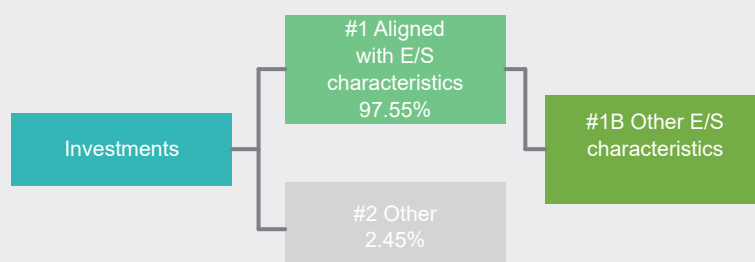 #1 Aligned
with E/S
characteristics
97.55%
Investments
#1B Other E/S
characteristics
#2 Other
2.45%